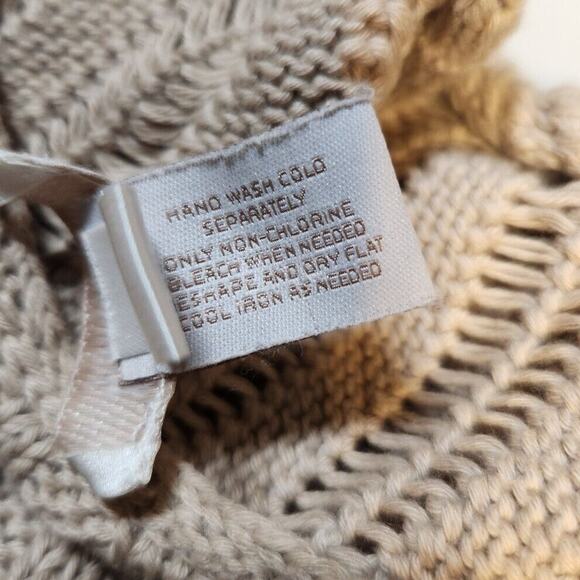 HAND WASH COLD
SEPARATELY
ONLY NON-CHLORINE
BLEACH WHEN NEEDED
RESHAPE AND DRY FLAT
COOL IRON AS NEEDED